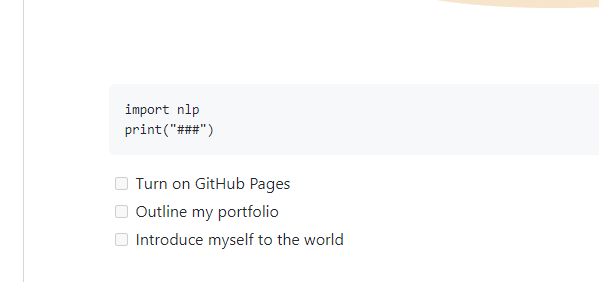 import nlp
print("###")
Turn on GitHub Pages
Outline my portfolio
Introduce myself to the world